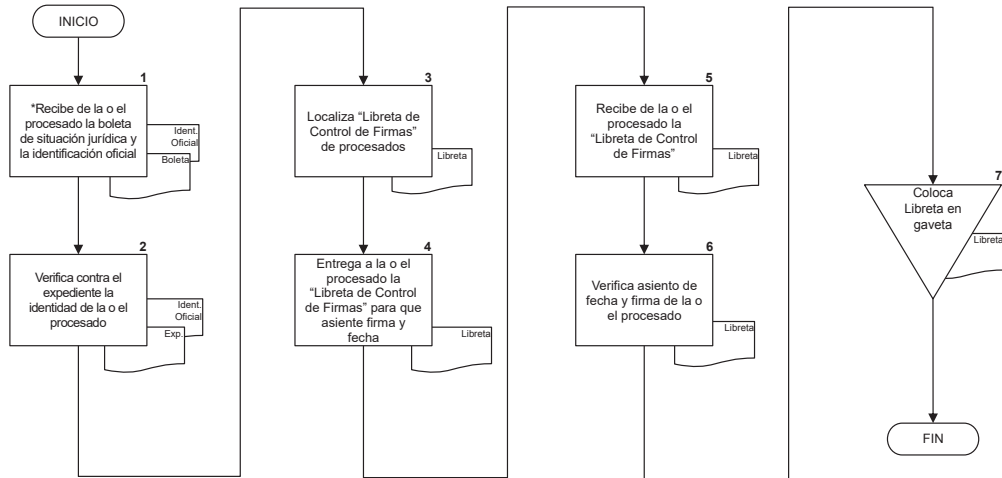 INICIO
1
*Recibe de la o el
procesado la boleta
de situación jurídica y
la identificación oficial
Ident.
Oficial
Boleta
2
Verifica contra el
expediente la
identidad de la o el
procesado
Ident.
Oficial
Exp.
3
Localiza “Libreta de
Control de Firmas”
de procesados
Libreta
4
Entrega a la o el
procesado la
“Libreta de Control
de Firmas” para que
asiente firma y
fecha
Libreta
5
Recibe de la o el
procesado la
“Libreta de Control
de Firmas”
Libreta
6
Verifica asiento de
fecha y firma de la o
el procesado
Libreta
7
Coloca
Libreta en
gaveta
Libreta
FIN